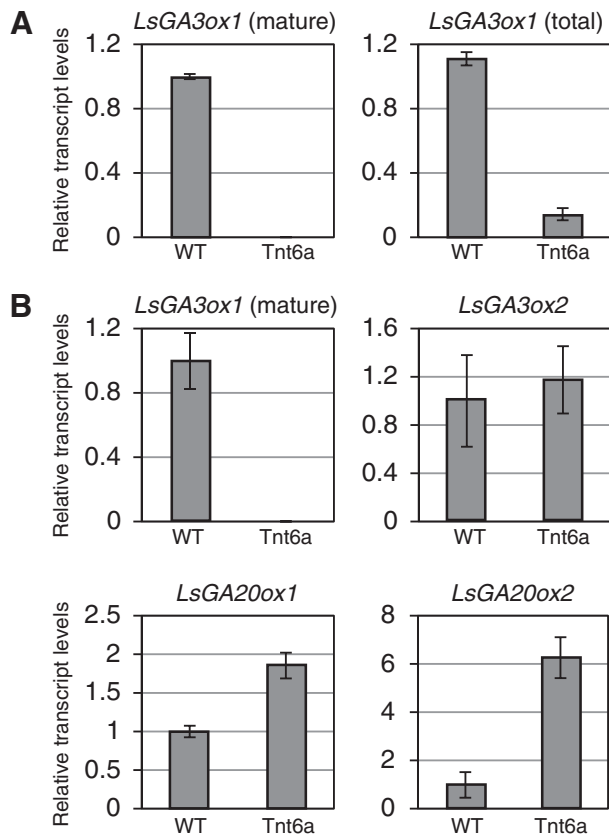 A
LsGA3ox1 (mature)
LsGA3ox1 (total)
Relative transcript levels
1.2
0.8
0.4
0
WT
Tnt6a
1.2
0.8
0.4
0
WT
Tnt6a
B
LsGA3ox1 (mature)
LsGA3ox2
Relative transcript levels
1.2
0.8
0.4
0
WT
Tnt6a
1.6
1.2
0.8
0.4
0
WT
Tnt6a
LsGA20ox1
LsGA20ox2
Relative transcript levels
2.5
2
1.5
1
0.5
0
WT
Tnt6a
8
6
4
2
0
WT
Tnt6a